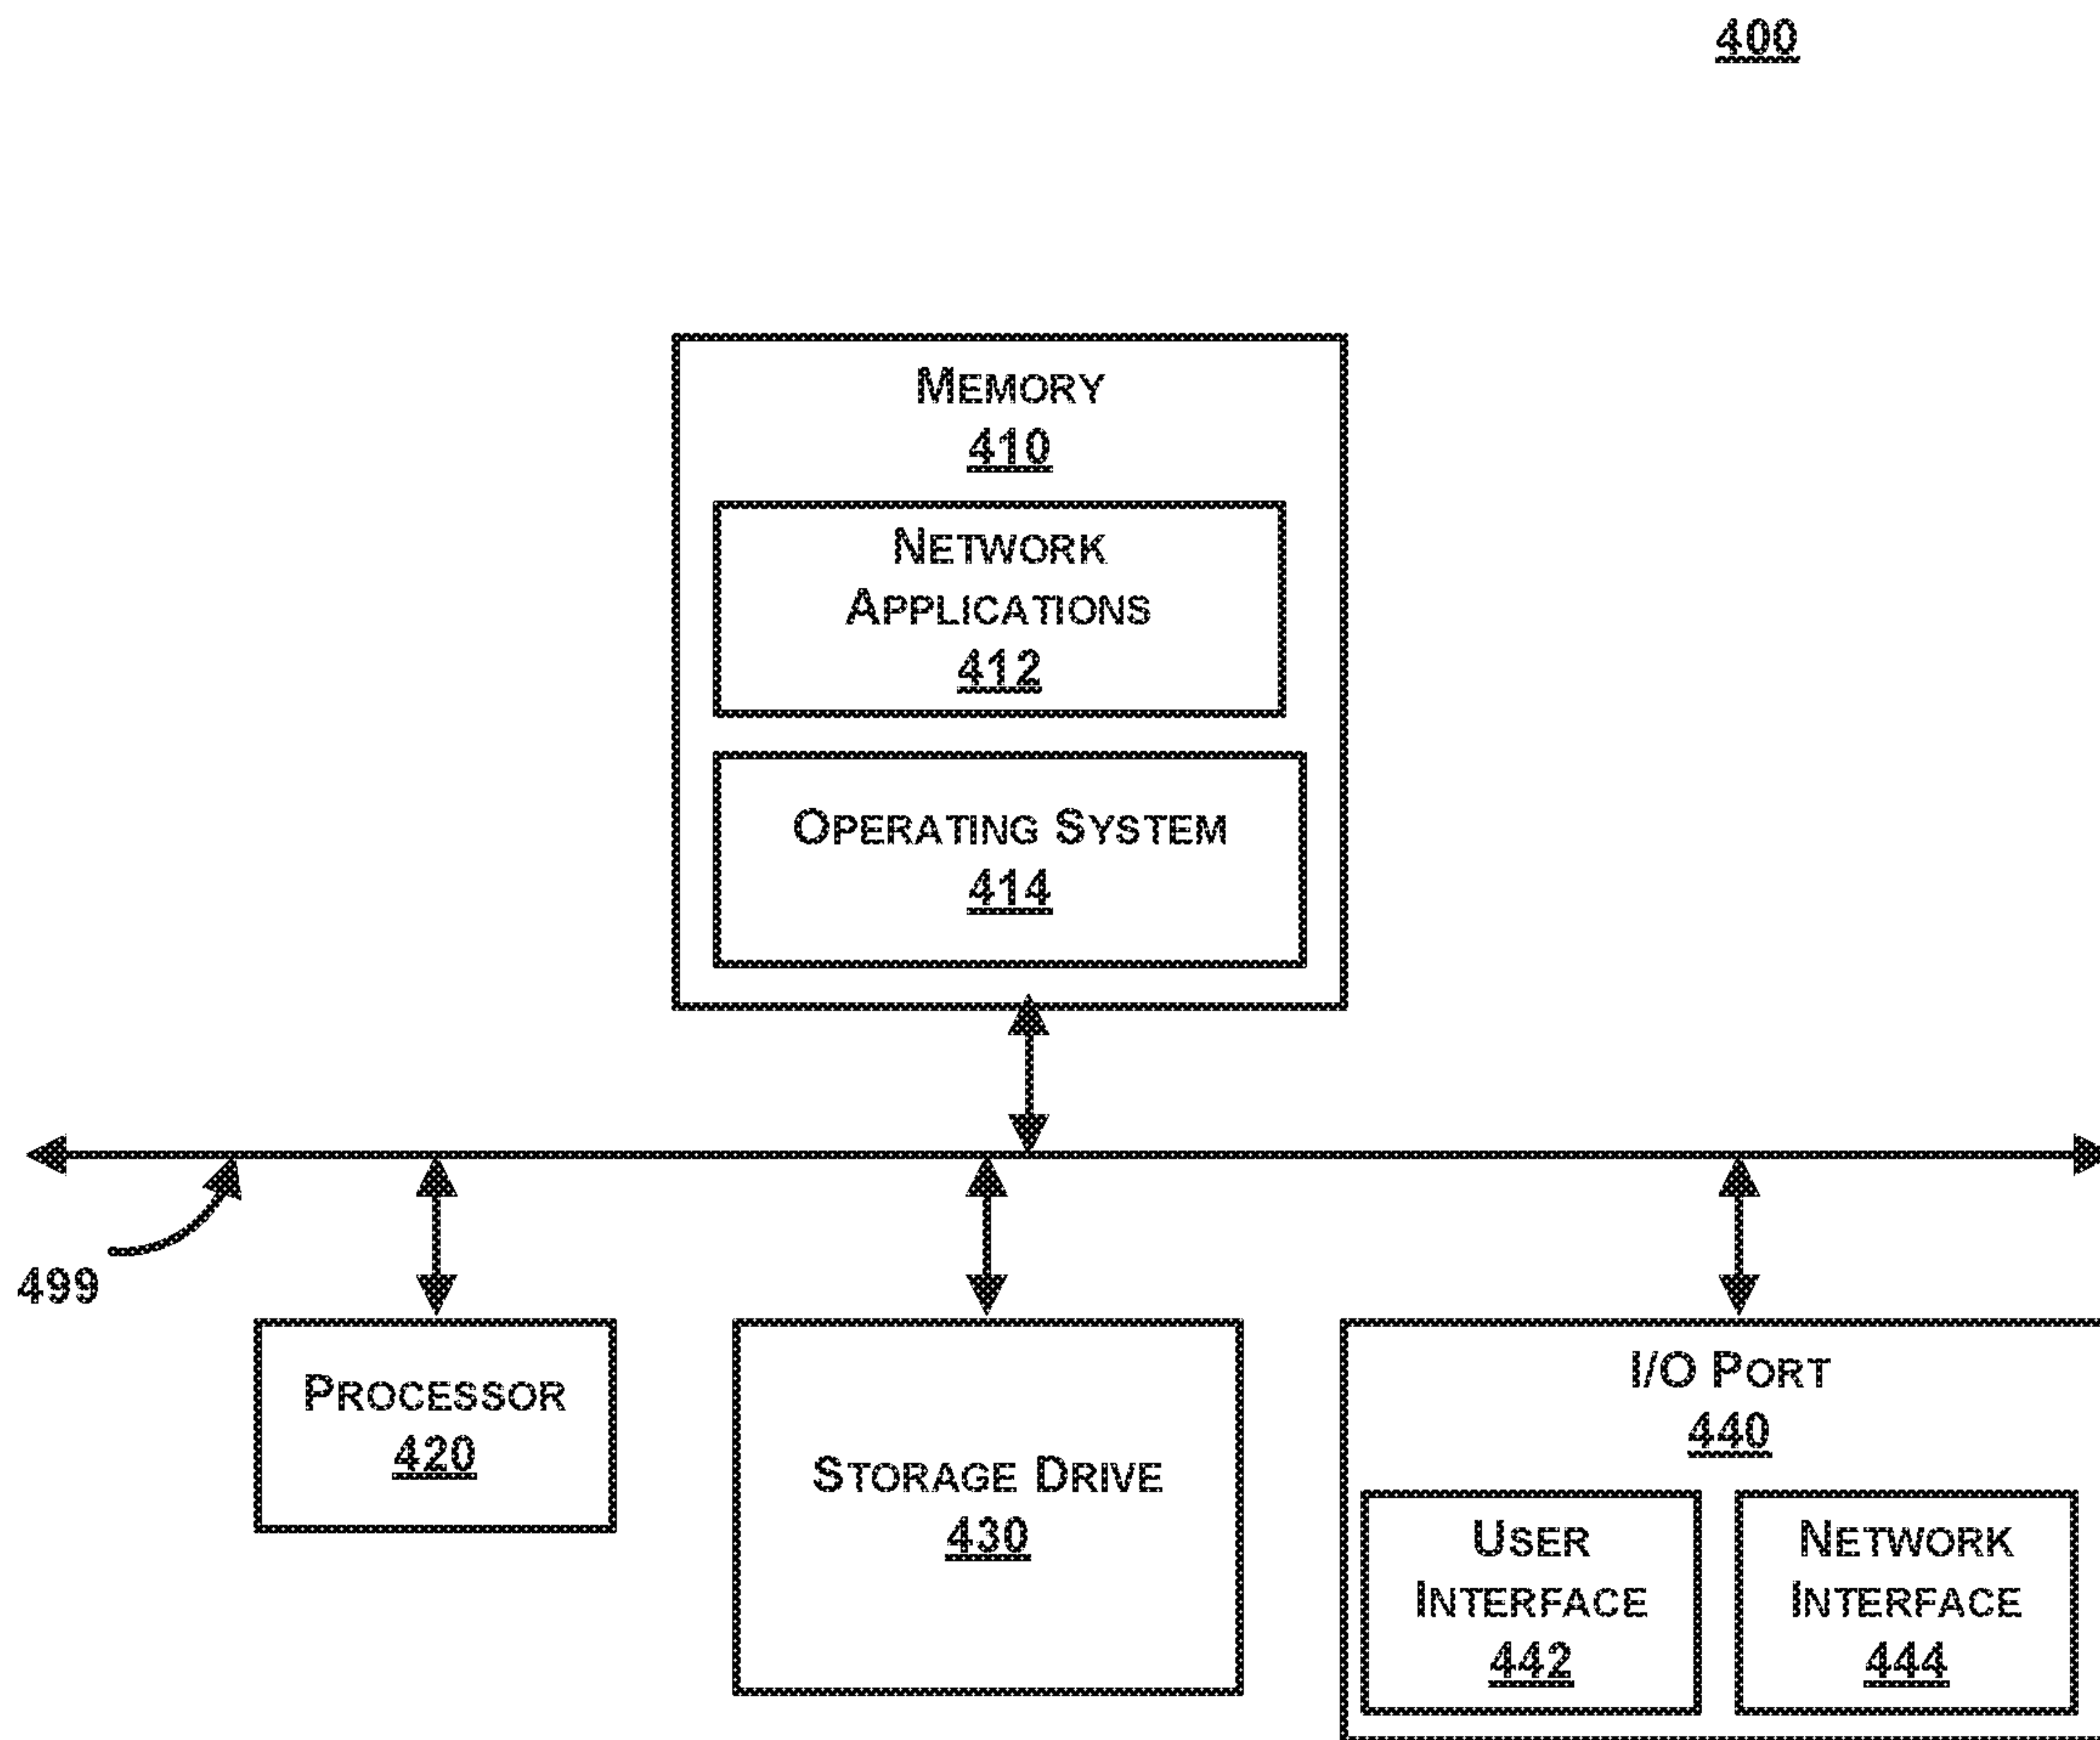 400
MEMORY
410
NETWORK
APPLICATIONS
412
OPERATING SYSTEM
414
499
PROCESSOR
420
STORAGE DRIVE
430
I/O PORT
440
USER
INTERFACE
442
NETWORK
INTERFACE
444